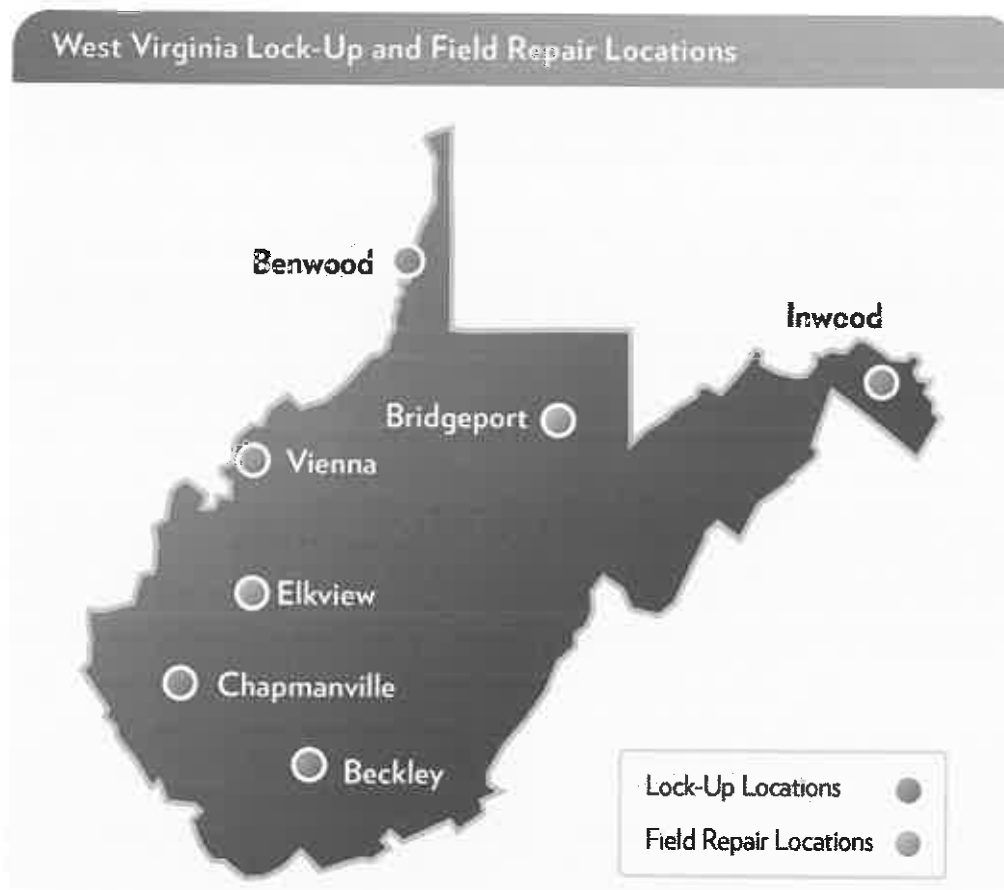 West Virginia Lock-Up and Field Repair Locations
Benwood
Inwood
Bridgeport
Vienna
Elkview
Chapmanville
Beckley
Lock-Up Locations
Field Repair Locations